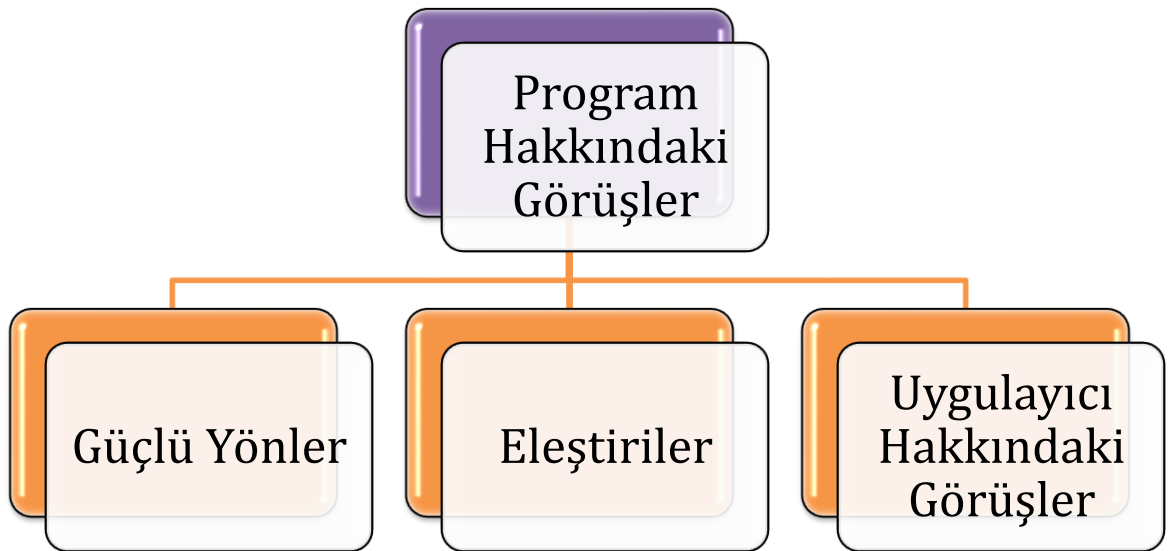 Program
Hakkındaki
Görüşler
Güçlü Yönler
Eleştiriler
Uygulayıcı
Hakkındaki
Görüşler